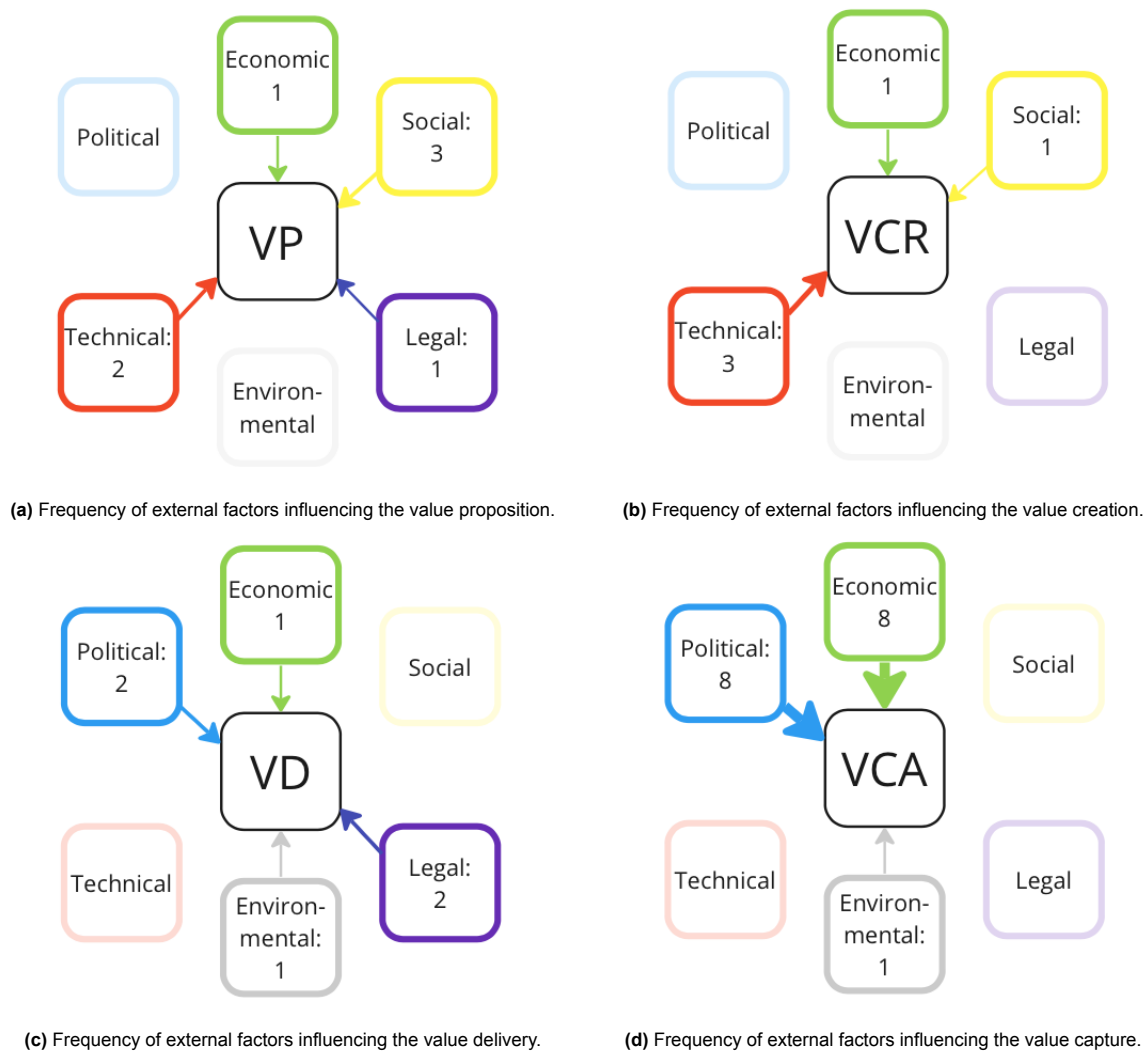 Economic
1
Political
Social:
3
VP
Technical:
2
Legal:
1
Environ-
mental
(a) Frequency of external factors influencing the value proposition.
Economic
1
Political
Social:
1
VCR
Technical:
3
Legal
Environ-
mental
(b) Frequency of external factors influencing the value creation.
Economic
1
Political:
2
Social
VD
Technical
Legal:
2
Environ-
mental:
1
(c) Frequency of external factors influencing the value delivery.
Economic
8
Political:
8
Social
VCA
Technical
Legal
Environ-
mental:
1
(d) Frequency of external factors influencing the value capture.